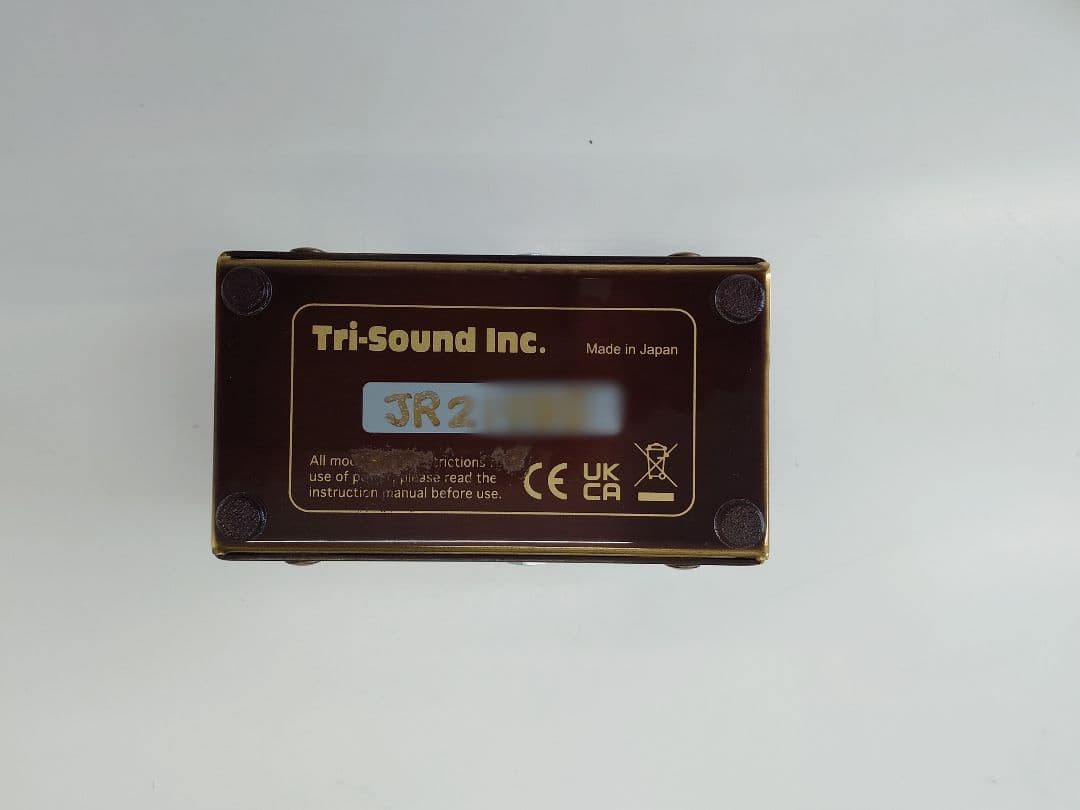 Tri-Sound Inc.
Made in Japan
JR2
All
use of please read the
instruction manual before use.
CE
UK
CA